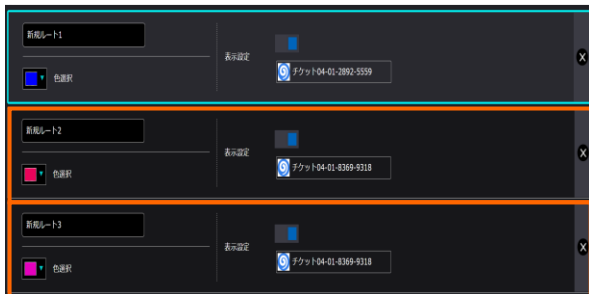 新規ルート1
表示設定
チケット04-01-2892-5559
色選択
X
新規ルート2
表示設定
チケット04-01-8369-9318
色選択
X
新規ルート3
表示設定
チケット04-01-8369-9318
色選択
X